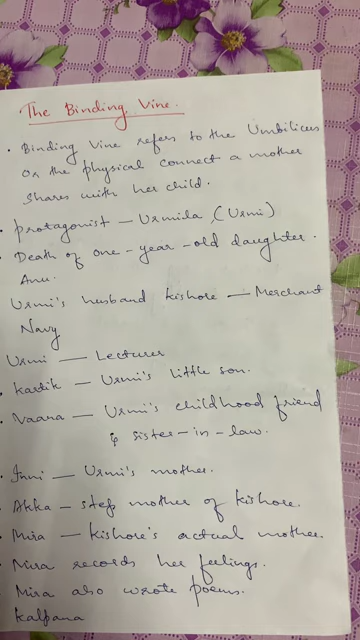 The Binding Vine.
• Binding Vine refers to the Umbilicus
Or the physical connect a mother
Shares with her child.
• protagonist — Urmila (Urmi)
• Death of one-year-old daughter.
Anu.
Urmi's husband kishore — Merchant
Navy
Urmi — Lecturer
• kartik — Urmi's little son.
• Vaana — Urmi's childhood friend
& sister-in-law.
• Inni — Urmi's mother.
• Akka — step mother of kishore.
• Mira — kishore's actual mother.
• Mira records her feelings.
• Mira also wrote poems.
kalpana